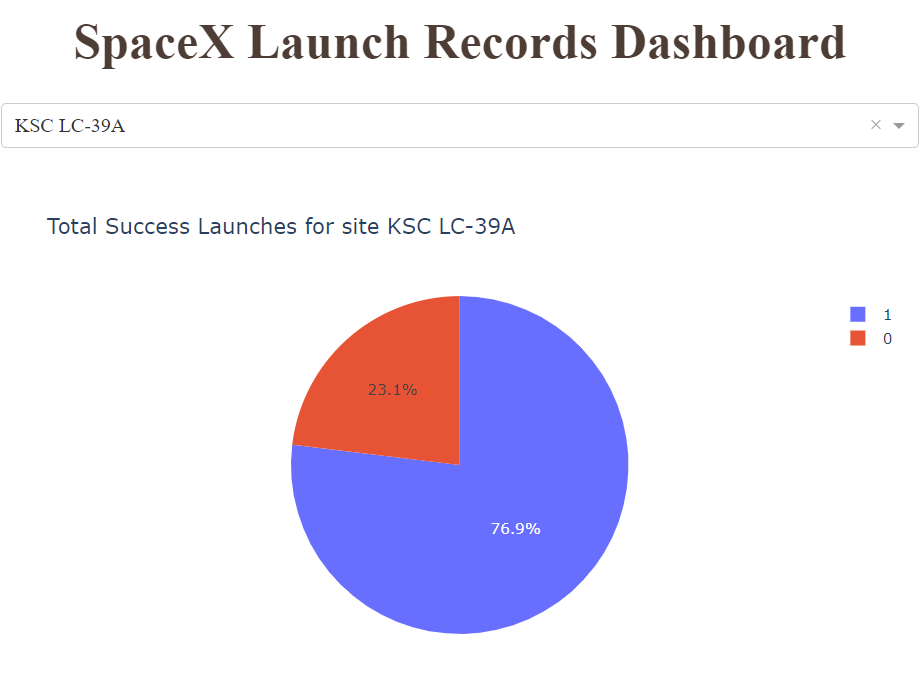 SpaceX Launch Records Dashboard
KSC LC-39A
Total Success Launches for site KSC LC-39A
1
0
23.1%
76.9%